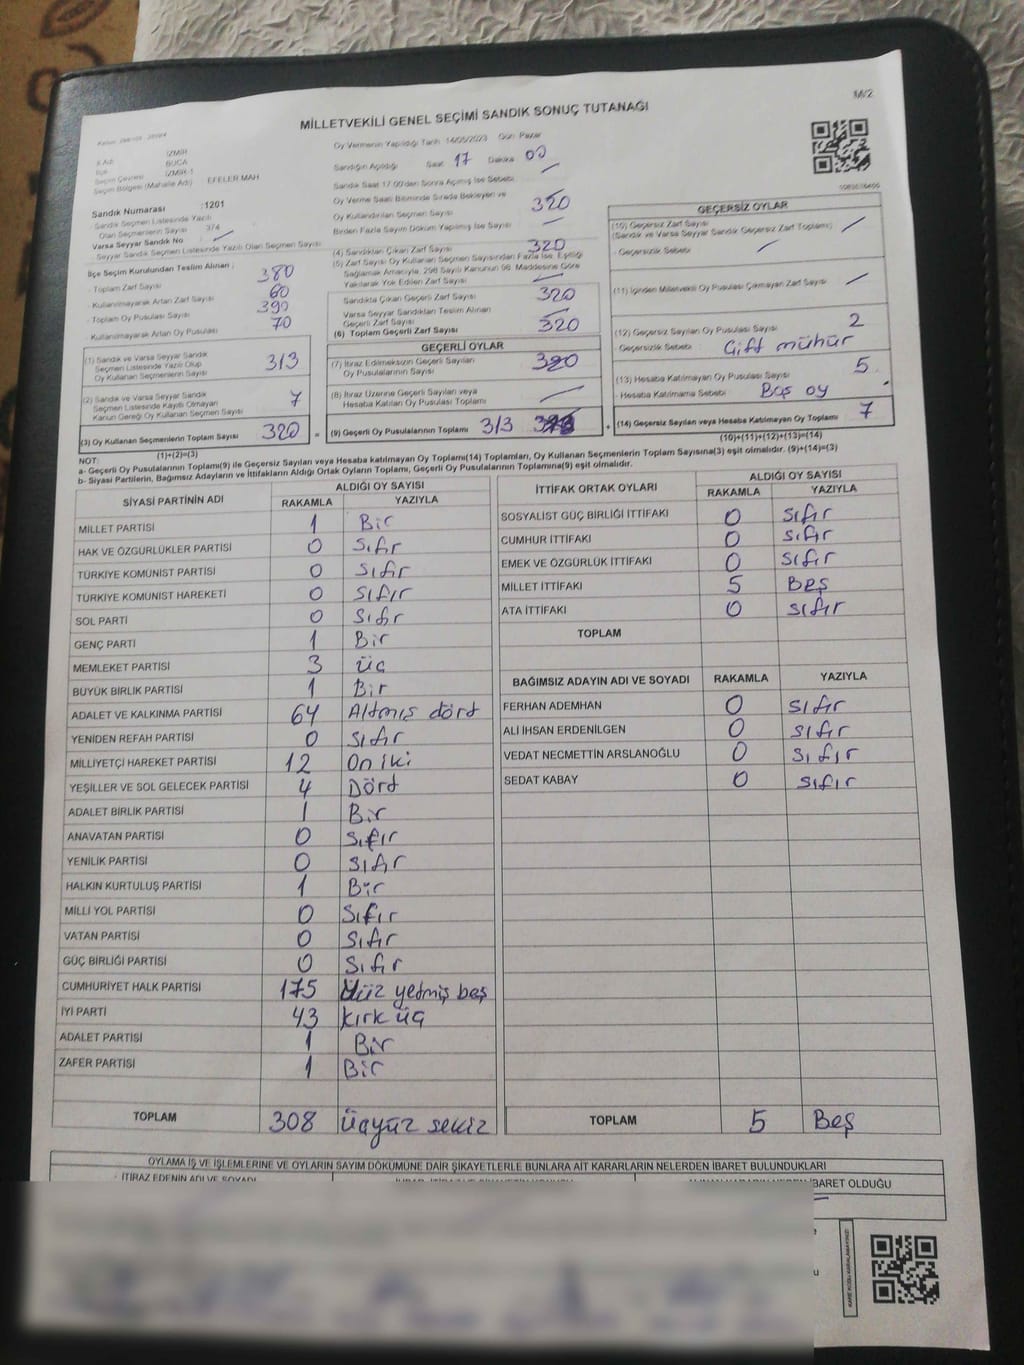 M/2
MİLLETVEKİLİ GENEL SEÇİMİ SANDIK SONUÇ TUTANAĞI
İl Adı İZMİR
İlçe BUCA
Seçim Çevresi İZMİR-1
Seçim Bölgesi (Mahalle Adı) EFELER MAH
Sandık Numarası :1201
Sandık Seçmen Listesinde Yazılı
Olan Seçmenlerin Sayısı 374
Varsa Seyyar Sandık No
Seyyar Sandık Seçmen Listesinde Yazılı Olan Seçmen Sayısı
İlçe Seçim Kurulundan Teslim Alınan :
- Toplam Zarf Sayısı 380
- Kullanılmayarak Artan Zarf Sayısı 60
- Toplam Oy Pusulası Sayısı 390
- Kullanılmayarak Artan Oy Pusulası 70
(1) Sandık ve Varsa Seyyar Sandık
Seçmen Listesinde Yazılı Olup
Oy Kullanan Seçmenlerin Sayısı 313
(2) Sandık ve Varsa Seyyar Sandık
Seçmen Listesinde Kayıtlı Olmayan
Kanun Gereği Oy Kullanan Seçmen Sayısı 7
(3) Oy Kullanan Seçmenlerin Toplam Sayısı 320
(1)+(2)=(3)
Oy Vermenin Yapıldığı Tarih 14/05/2023 Gün Pazar
Sandığın Açıldığı Saat 17 Dakika 00
Sandık Saat 17:00'den Sonra Açılmış İse Sebebi
Oy Verme Saati Bitiminde Sırada Bekleyen ve
Oy Kullandırılan Seçmen Sayısı 320
Birden Fazla Sayım Döküm Yapılmış İse Sayısı
(4) Sandıktan Çıkan Zarf Sayısı 320
(5) Zarf Sayısı Oy Kullanan Seçmen Sayısından Fazla İse, Eşitliği
Sağlamak Amacıyla, 298 Sayılı Kanunun 98. Maddesine Göre
Yakılarak Yok Edilen Zarf Sayısı
Sandıkta Çıkan Geçerli Zarf Sayısı 320
Varsa Seyyar Sandıktan Teslim Alınan
Geçerli Zarf Sayısı
(6) Toplam Geçerli Zarf Sayısı 320
GEÇERLİ OYLAR
(7) İtiraz Edilmeksizin Geçerli Sayılan
Oy Pusulalarının Sayısı 320
(8) İtiraz Üzerine Geçerli Sayılan veya
Hesaba Katılan Oy Pusulası Toplamı
= (9) Geçerli Oy Pusulalarının Toplamı 313
GEÇERSİZ OYLAR
(10) Geçersiz Zarf Sayısı
(Sandık ve Varsa Seyyar Sandık Geçersiz Zarf Toplamı)
- Geçersizlik Sebebi
(11) İçinden Milletvekili Oy Pusulası Çıkmayan Zarf Sayısı
(12) Geçersiz Sayılan Oy Pusulası Sayısı 2
- Geçersizlik Sebebi Çift mühür
(13) Hesaba Katılmayan Oy Pusulası Sayısı 5
- Hesaba Katılmama Sebebi Boş oy
+ (14) Geçersiz Sayılan veya Hesaba Katılmayan Oy Toplamı 7
(10)+(11)+(12)+(13)=(14)
NOT:
a- Geçerli Oy Pusulaları Toplamı(9) ile Geçersiz Sayılan veya Hesaba katılmayan Oy Toplamı(14) Toplamları, Oy Kullanan Seçmenlerin Toplam Sayısına(3) eşit olmalıdır. (9)+(14)=(3)
b- Siyasi Partilerin, Bağımsız Adayların ve İttifakların Aldığı Ortak Oyların Toplamı, Geçerli Oy Pusulalarının Toplamına(9) eşit olmalıdır.
SİYASİ PARTİNİN ADI ALDIĞI OY SAYISI
RAKAMLA YAZIYLA
MİLLET PARTİSİ 1 Bir
HAK VE ÖZGÜRLÜKLER PARTİSİ 0 Sıfır
TÜRKİYE KOMÜNİST PARTİSİ 0 Sıfır
TÜRKİYE KOMÜNİST HAREKETİ 0 Sıfır
SOL PARTİ 0 Sıfır
GENÇ PARTİ 1 Bir
MEMLEKET PARTİSİ 3 Üç
BÜYÜK BİRLİK PARTİSİ 1 Bir
ADALET VE KALKINMA PARTİSİ 64 Altmış dört
YENİDEN REFAH PARTİSİ 0 Sıfır
MİLLİYETÇİ HAREKET PARTİSİ 12 On iki
YEŞİLLER VE SOL GELECEK PARTİSİ 4 Dört
ADALET BİRLİK PARTİSİ 1 Bir
ANAVATAN PARTİSİ 0 Sıfır
YENİLİK PARTİSİ 0 Sıfır
HALKIN KURTULUŞ PARTİSİ 1 Bir
MİLLİ YOL PARTİSİ 0 Sıfır
VATAN PARTİSİ 0 Sıfır
GÜÇ BİRLİĞİ PARTİSİ 0 Sıfır
CUMHURİYET HALK PARTİSİ 175 Yüz yetmiş beş
İYİ PARTİ 43 Kırk üç
ADALET PARTİSİ 1 Bir
ZAFER PARTİSİ 1 Bir
TOPLAM 308 Üçyüz sekiz
İTTİFAK ORTAK OYLARI ALDIĞI OY SAYISI
RAKAMLA YAZIYLA
SOSYALİST GÜÇ BİRLİĞİ İTTİFAKI 0 Sıfır
CUMHUR İTTİFAKI 0 Sıfır
EMEK VE ÖZGÜRLÜK İTTİFAKI 0 Sıfır
MİLLET İTTİFAKI 5 Beş
ATA İTTİFAKI 0 Sıfır
TOPLAM
BAĞIMSIZ ADAYIN ADI VE SOYADI RAKAMLA YAZIYLA
FERHAN ADEMHAN 0 Sıfır
ALİ İHSAN ERDENİLGEN 0 Sıfır
VEDAT NECMETTİN ARSLANOĞLU 0 Sıfır
SEDAT KABAY 0 Sıfır
TOPLAM 5 Beş
OYLAMA İŞ VE İŞLEMLERİNE VE OYLARIN SAYIM DÖKÜMÜNE DAİR ŞİKAYETLERLE BUNLARA AİT KARARLARIN NELERDEN İBARET BULUNDUKLARI
İTİRAZ EDENİN ADI VE SOYADI
İBARET OLDUĞU